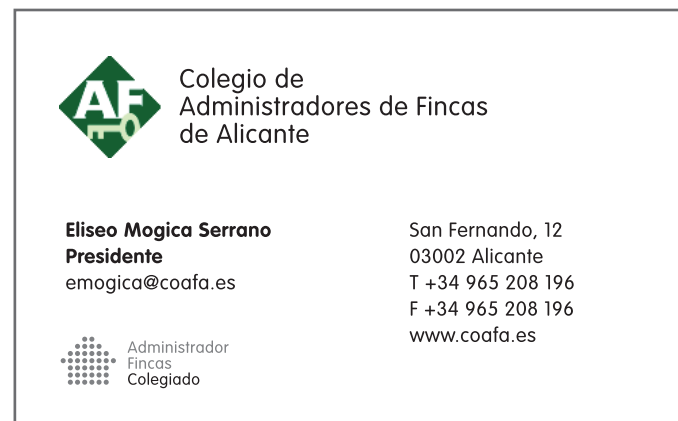 AF
Colegio de
Administradores de Fincas
de Alicante
Eliseo Mogica Serrano
Presidente
emogica@coafa.es
San Fernando, 12
03002 Alicante
T +34 965 208 196
F +34 965 208 196
www.coafa.es
Administrador
Fincas
Colegiado